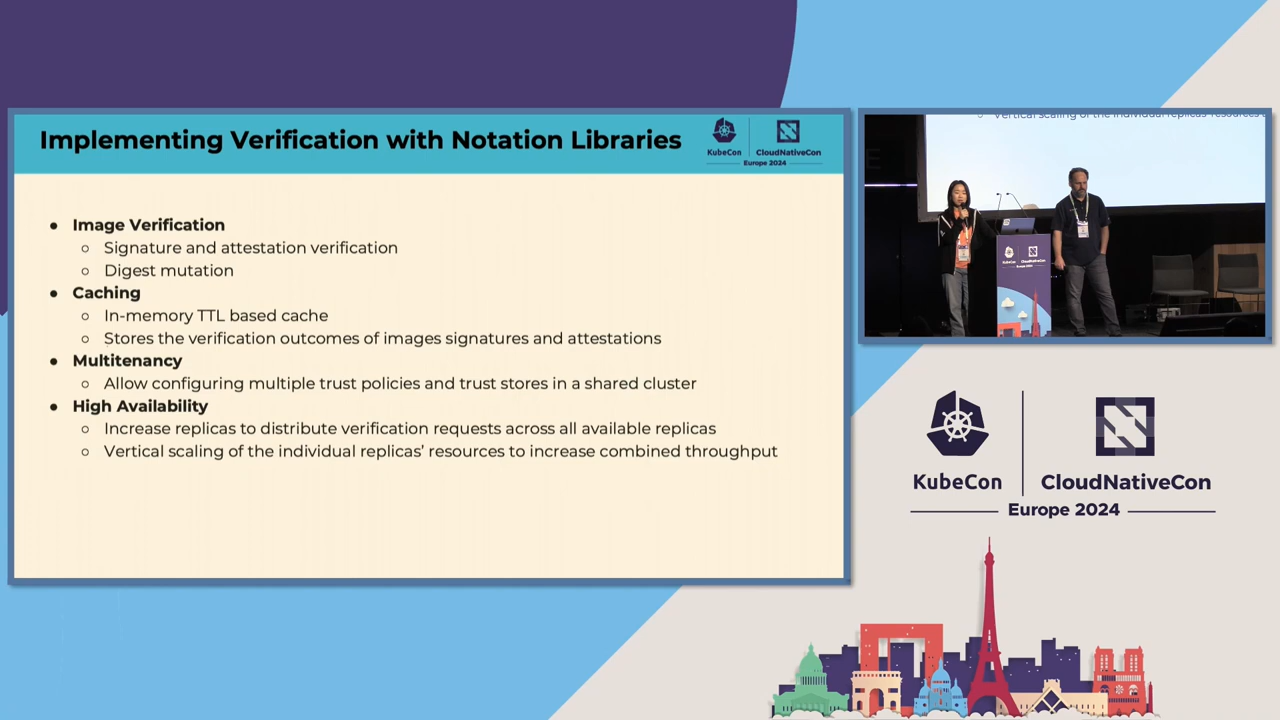 Implementing Verification with Notation Libraries
KubeCon
CloudNativeCon
Europe 2024
● Image Verification
○ Signature and attestation verification
○ Digest mutation
● Caching
○ In-memory TTL based cache
○ Stores the verification outcomes of images signatures and attestations
● Multitenancy
○ Allow configuring multiple trust policies and trust stores in a shared cluster
● High Availability
○ Increase replicas to distribute verification requests across all available replicas
○ Vertical scaling of the individual replicas' resources to increase combined throughput
Vertical scaling of the individual replicas' resources
KubeCon
CloudNativeCon
Europe 2024